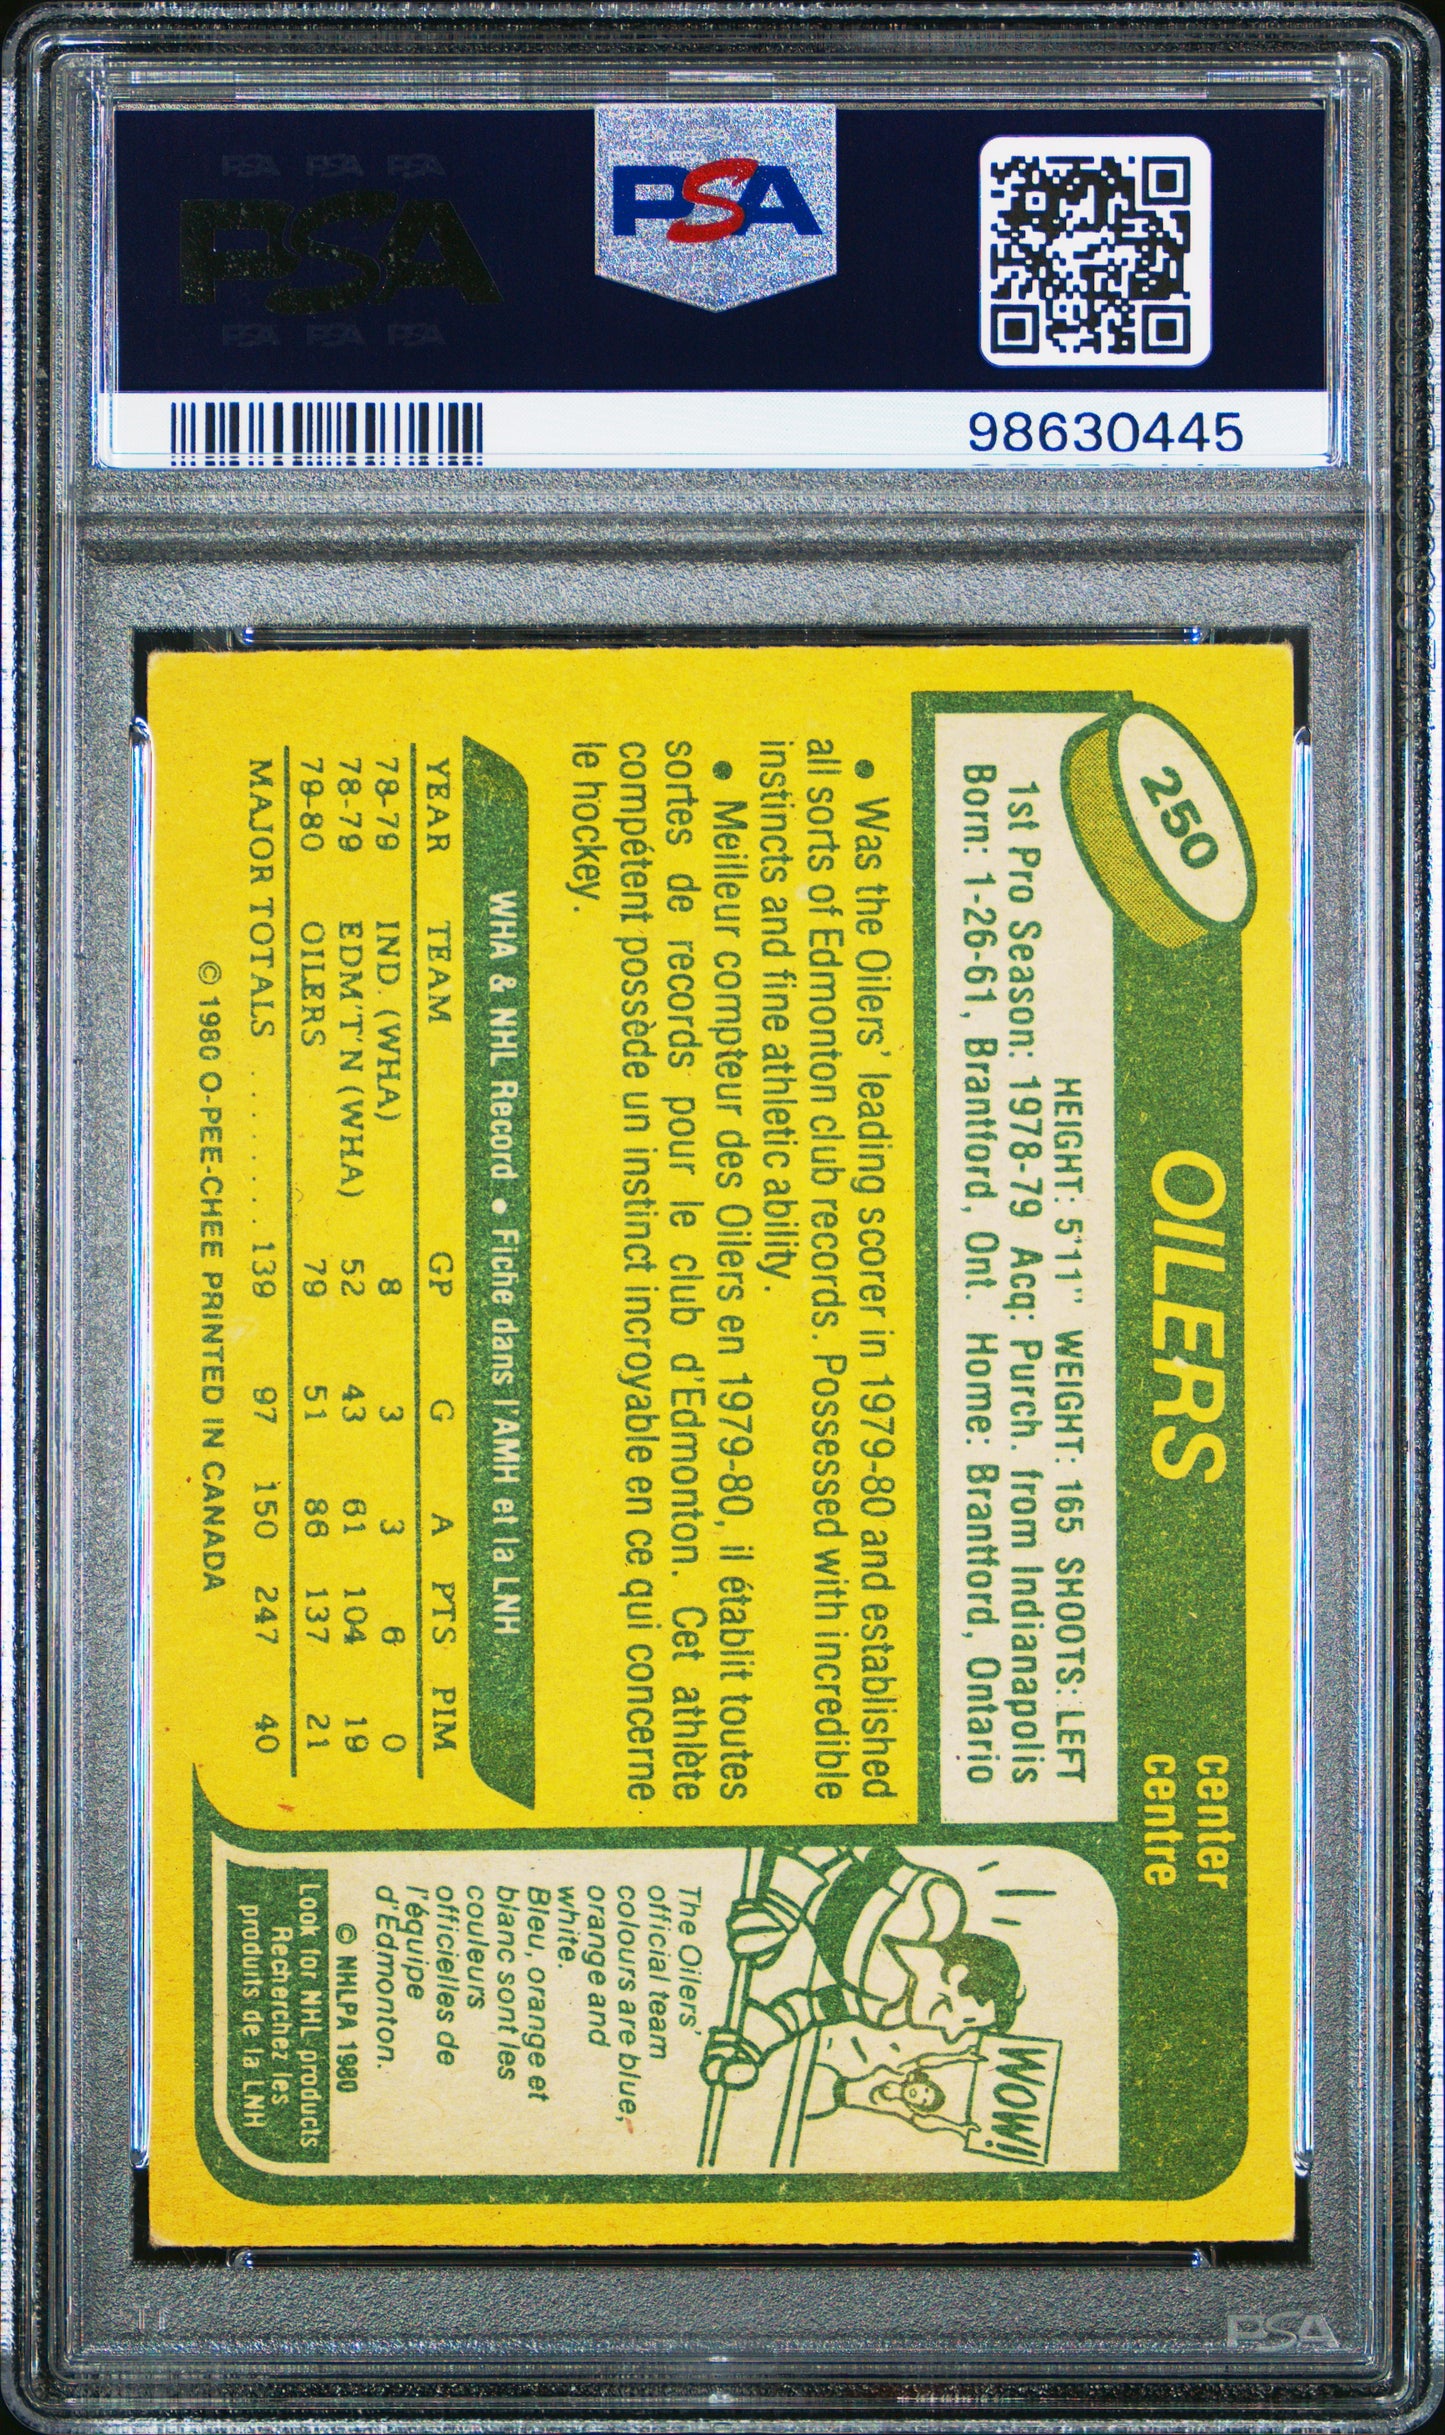 PSA PSA PSA
PSA
PSA PSA PSA
PSA
98630445
250
OILERS
center
centre
HEIGHT: 5'11" WEIGHT: 165 SHOOTS: LEFT
1st Pro Season: 1978-79 Acq: Purch. from Indianapolis
Born: 1-26-61, Brantford, Ont. Home: Brantford, Ontario
• Was the Oilers' leading scorer in 1979-80 and established
all sorts of Edmonton club records. Possessed with incredible
instincts and fine athletic ability.
• Meilleur compteur des Oilers en 1979-80, il établit toutes
sortes de records pour le club d'Edmonton. Cet athlète
compétent possède un instinct incroyable en ce qui concerne
le hockey.
WHA & NHL Record • Fiche dans l'AMH et la LNH
YEAR TEAM GP G A PTS PIM
78-79 IND. (WHA) 8 3 3 6 0
78-79 EDM'T'N (WHA) 52 43 61 104 19
79-80 OILERS 79 51 86 137 21
MAJOR TOTALS . . . . . . . 139 97 150 247 40
© 1980 O-PEE-CHEE PRINTED IN CANADA
WOW!!
The Oilers'
official team
colours are blue,
orange and
white.
Bleu, orange et
blanc sont les
couleurs
officielles de
l'équipe
d'Edmonton.
© NHLPA 1980
Look for NHL products
Recherchez les
produits de la LNH
PSA